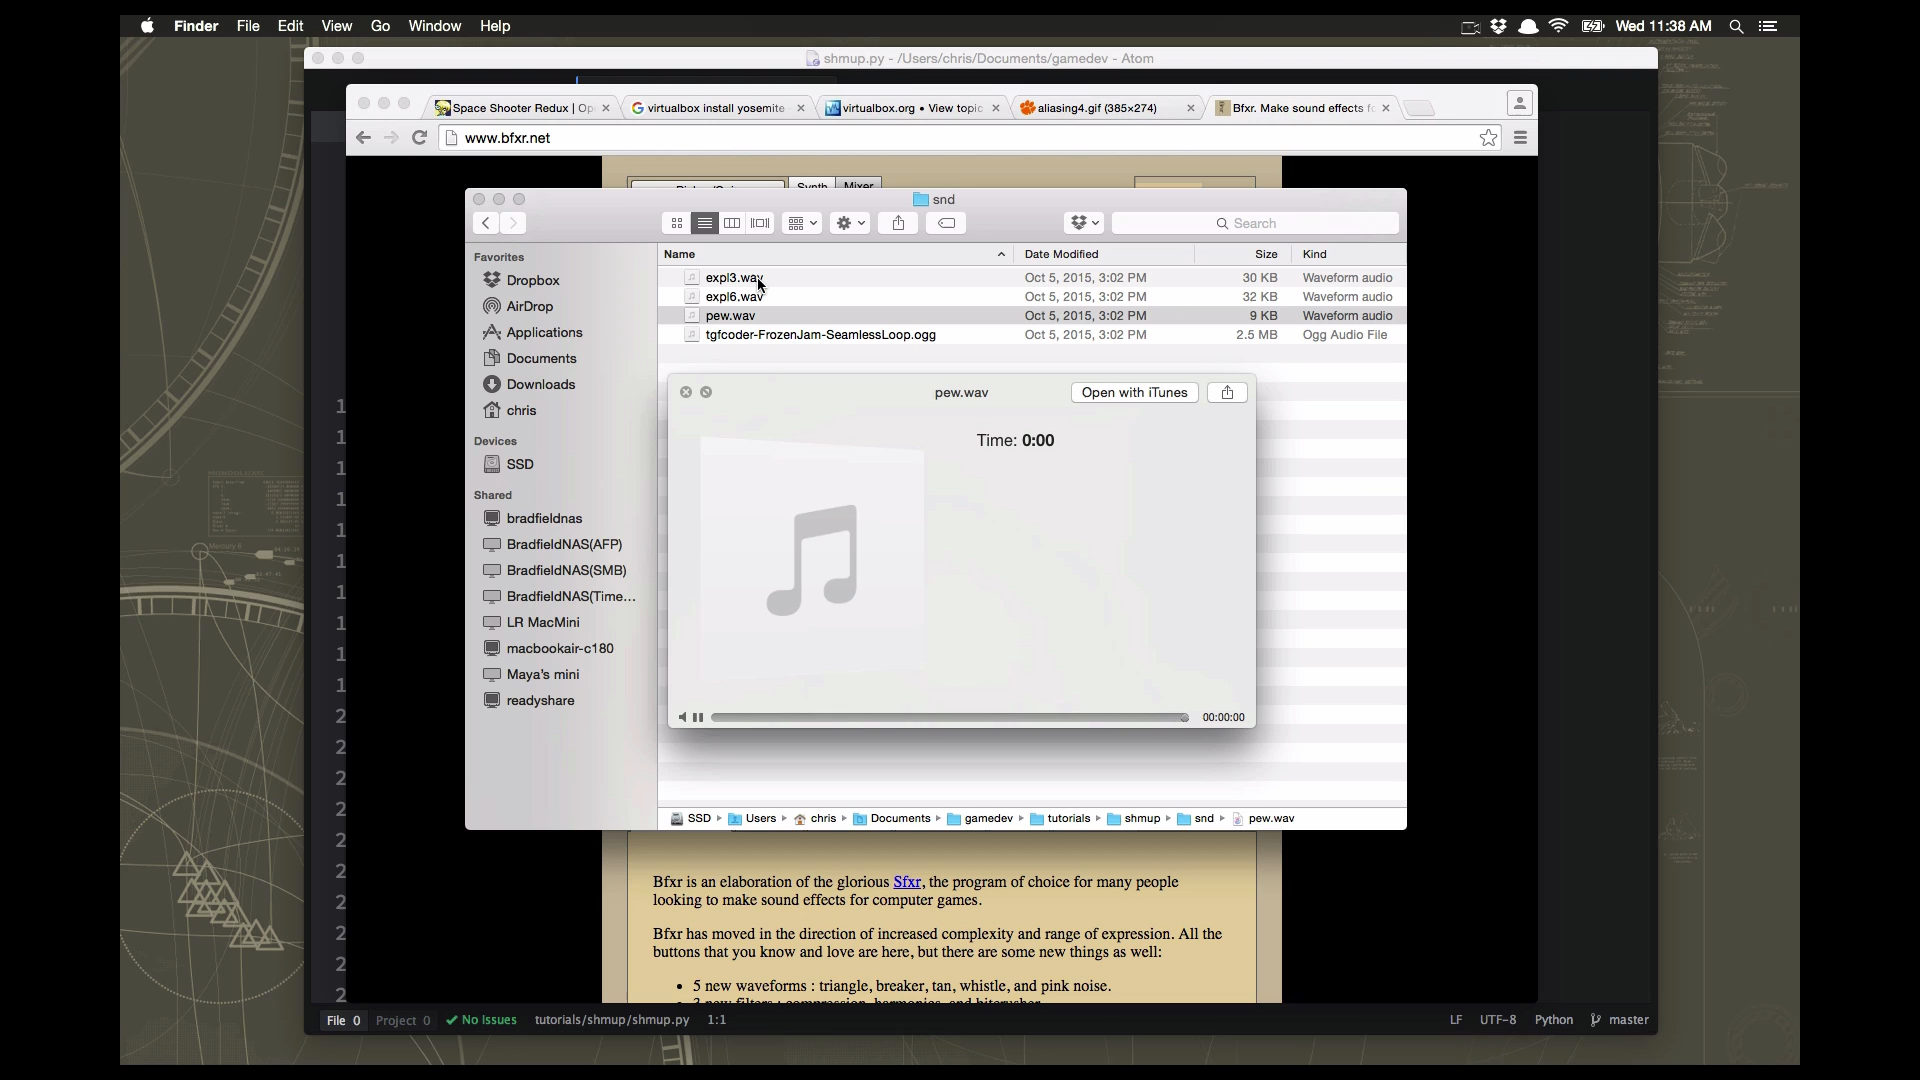 Finder File Edit View Go Window Help
Wed 11:38 AM
shmup.py - /Users/chris/Documents/gamedev - Atom
Space Shooter Redux | Op
virtualbox install yosemite
virtualbox.org • View topic
aliasing4.gif (385×274)
Bfxr. Make sound effects fo
www.bfxr.net
Synth Mixer
snd
Search
Favorites
Dropbox
AirDrop
Applications
Documents
Downloads
chris
Devices
SSD
Shared
bradfieldnas
BradfieldNAS(AFP)
BradfieldNAS(SMB)
BradfieldNAS(Time...
LR MacMini
macbookair-c180
Maya's mini
readyshare
Name Date Modified Size Kind
expl3.wav Oct 5, 2015, 3:02 PM 30 KB Waveform audio
expl6.wav Oct 5, 2015, 3:02 PM 32 KB Waveform audio
pew.wav Oct 5, 2015, 3:02 PM 9 KB Waveform audio
tgfcoder-FrozenJam-SeamlessLoop.ogg Oct 5, 2015, 3:02 PM 2.5 MB Ogg Audio File
pew.wav Open with iTunes
Time: 0:00
00:00:00
SSD Users chris Documents gamedev tutorials shmup snd pew.wav
Bfxr is an elaboration of the glorious Sfxr, the program of choice for many people
looking to make sound effects for computer games.
Bfxr has moved in the direction of increased complexity and range of expression. All the
buttons that you know and love are here, but there are some new things as well:
• 5 new waveforms : triangle, breaker, tan, whistle, and pink noise.
File 0 Project 0 No Issues tutorials/shmup/shmup.py 1:1
LF UTF-8 Python master